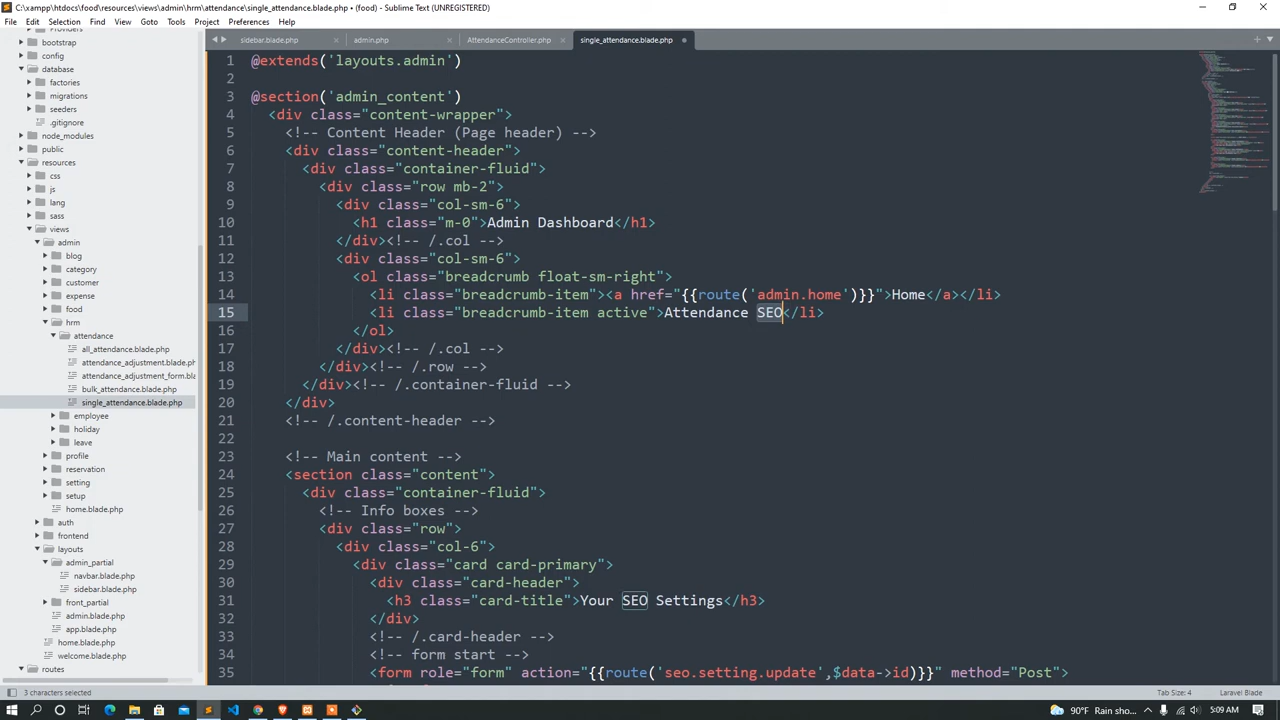 C:\xampp\htdocs\food\resources\views\admin\hrm\attendance\single_attendance.blade.php • (food) - Sublime Text (UNREGISTERED)
File Edit Selection Find View Goto Tools Project Preferences Help
sidebar.blade.php admin.php AttendanceController.php single_attendance.blade.php
Providers
bootstrap
config
database
factories
migrations
seeders
.gitignore
node_modules
public
resources
css
js
lang
sass
views
admin
blog
category
customer
expense
food
hrm
attendance
all_attendance.blade.php
attendance_adjustment.blade.ph
attendance_adjustment_form.bla
bulk_attendance.blade.php
single_attendance.blade.php
employee
holiday
leave
profile
reservation
setting
setup
home.blade.php
auth
frontend
layouts
admin_partial
navbar.blade.php
sidebar.blade.php
front_partial
admin.blade.php
app.blade.php
home.blade.php
welcome.blade.php
routes
1 @extends('layouts.admin')
2
3 @section('admin_content')
4 <div class="content-wrapper">
5 <!-- Content Header (Page header) -->
6 <div class="content-header">
7 <div class="container-fluid">
8 <div class="row mb-2">
9 <div class="col-sm-6">
10 <h1 class="m-0">Admin Dashboard</h1>
11 </div><!-- /.col -->
12 <div class="col-sm-6">
13 <ol class="breadcrumb float-sm-right">
14 <li class="breadcrumb-item"><a href="{{route('admin.home')}}">Home</a></li>
15 <li class="breadcrumb-item active">Attendance SEO</li>
16 </ol>
17 </div><!-- /.col -->
18 </div><!-- /.row -->
19 </div><!-- /.container-fluid -->
20 </div>
21 <!-- /.content-header -->
22
23 <!-- Main content -->
24 <section class="content">
25 <div class="container-fluid">
26 <!-- Info boxes -->
27 <div class="row">
28 <div class="col-6">
29 <div class="card card-primary">
30 <div class="card-header">
31 <h3 class="card-title">Your SEO Settings</h3>
32 </div>
33 <!-- /.card-header -->
34 <!-- form start -->
35 <form role="form" action="{{route('seo.setting.update',$data->id)}}" method="Post">
3 characters selected Tab Size: 4 Laravel Blade
90°F Rain sho... 5:09 AM